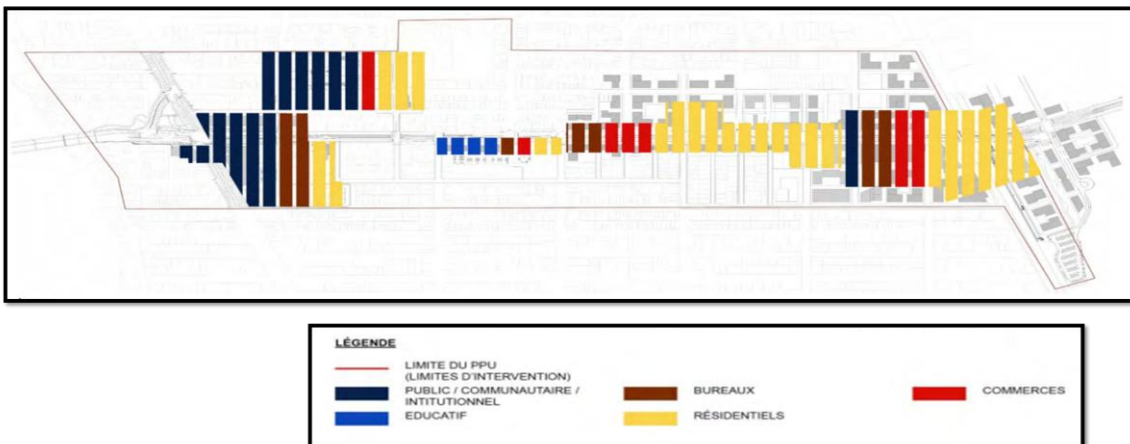 LÉGENDE
LIMITE DU PPU
(LIMITES D'INTERVENTION)
PUBLIC / COMMUNAUTAIRE /
INTITUTIONNEL
BUREAUX
COMMERCES
EDUCATIF
RÉSIDENTIELS